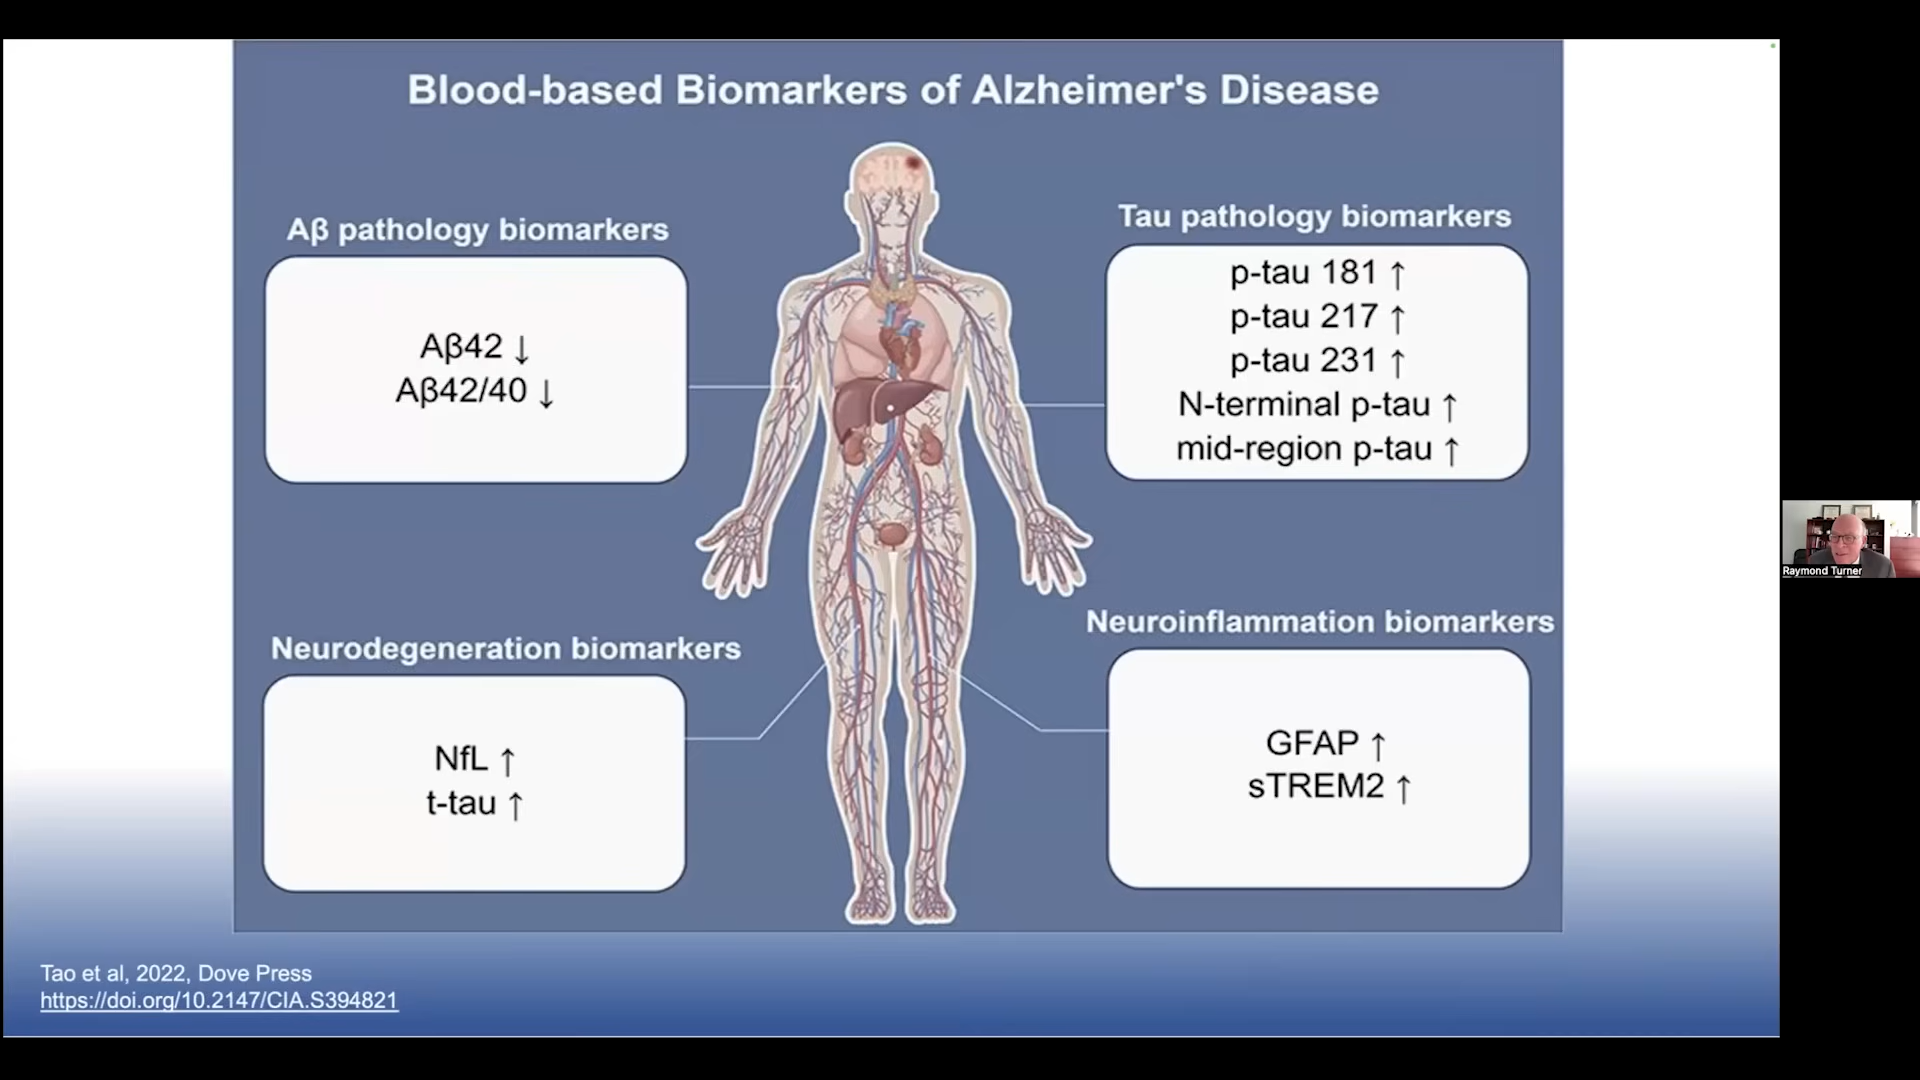 Blood-based Biomarkers of Alzheimer's Disease
Aβ pathology biomarkers
Aβ42 ↓
Aβ42/40 ↓
Tau pathology biomarkers
p-tau 181 ↑
p-tau 217 ↑
p-tau 231 ↑
N-terminal p-tau ↑
mid-region p-tau ↑
Neurodegeneration biomarkers
NfL ↑
t-tau ↑
Neuroinflammation biomarkers
GFAP ↑
sTREM2 ↑
Raymond Turner
Tao et al, 2022, Dove Press
https://doi.org/10.2147/CIA.S394821